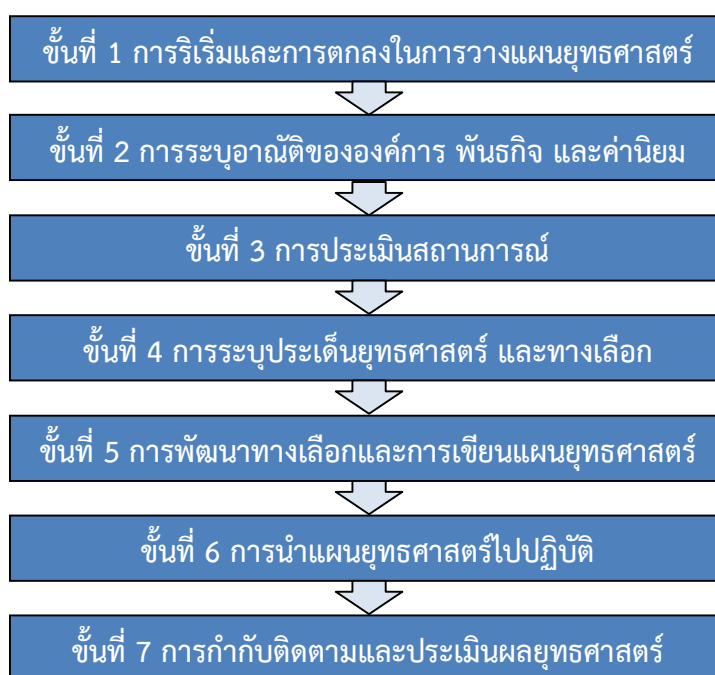 ขั้นที่ 1 การริเริ่มและการตกลงในการวางแผนยุทธศาสตร์
ขั้นที่ 2 การระบุอาณัติขององค์การ พันธกิจ และค่านิยม
ขั้นที่ 3 การประเมินสถานการณ์
ขั้นที่ 4 การระบุประเด็นยุทธศาสตร์ และทางเลือก
ขั้นที่ 5 การพัฒนาทางเลือกและการเขียนแผนยุทธศาสตร์
ขั้นที่ 6 การนำแผนยุทธศาสตร์ไปปฏิบัติ
ขั้นที่ 7 การกำกับติดตามและประเมินผลยุทธศาสตร์